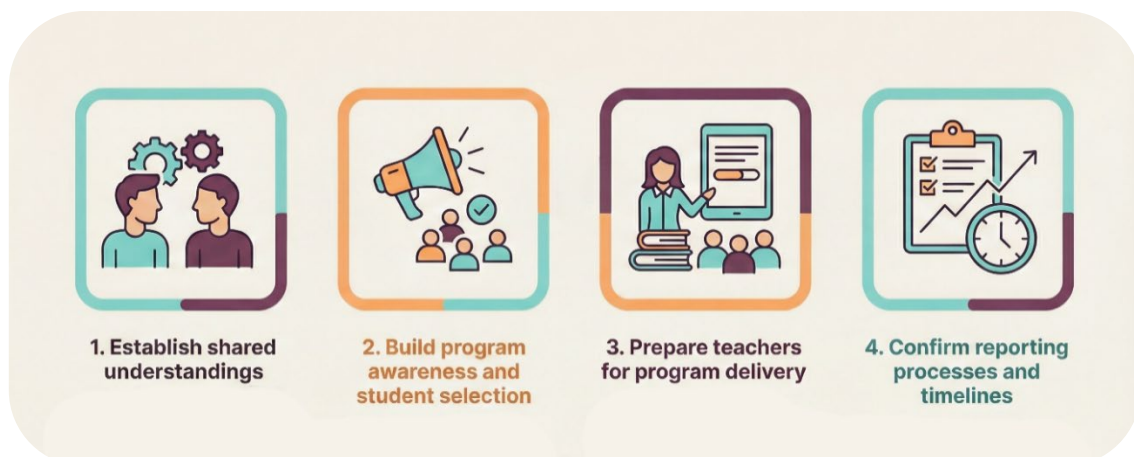 1. Establish shared
understandings
2. Build program
awareness and
student selection
3. Prepare teachers
for program delivery
4. Confirm reporting
processes and
timelines